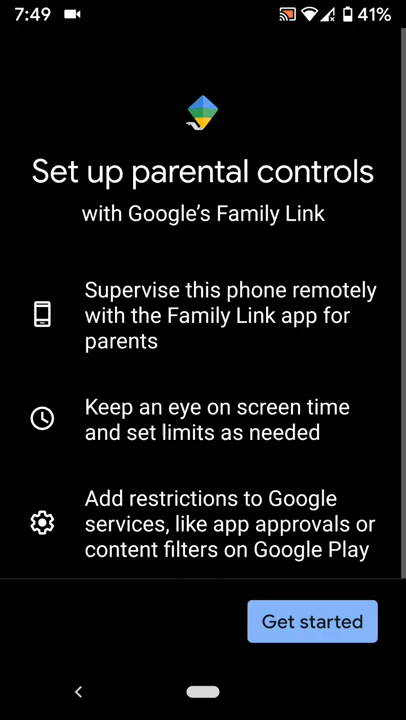 7:49
41%
Set up parental controls
with Google's Family Link
Supervise this phone remotely
with the Family Link app for
parents
Keep an eye on screen time
and set limits as needed
Add restrictions to Google
services, like app approvals or
content filters on Google Play
Get started